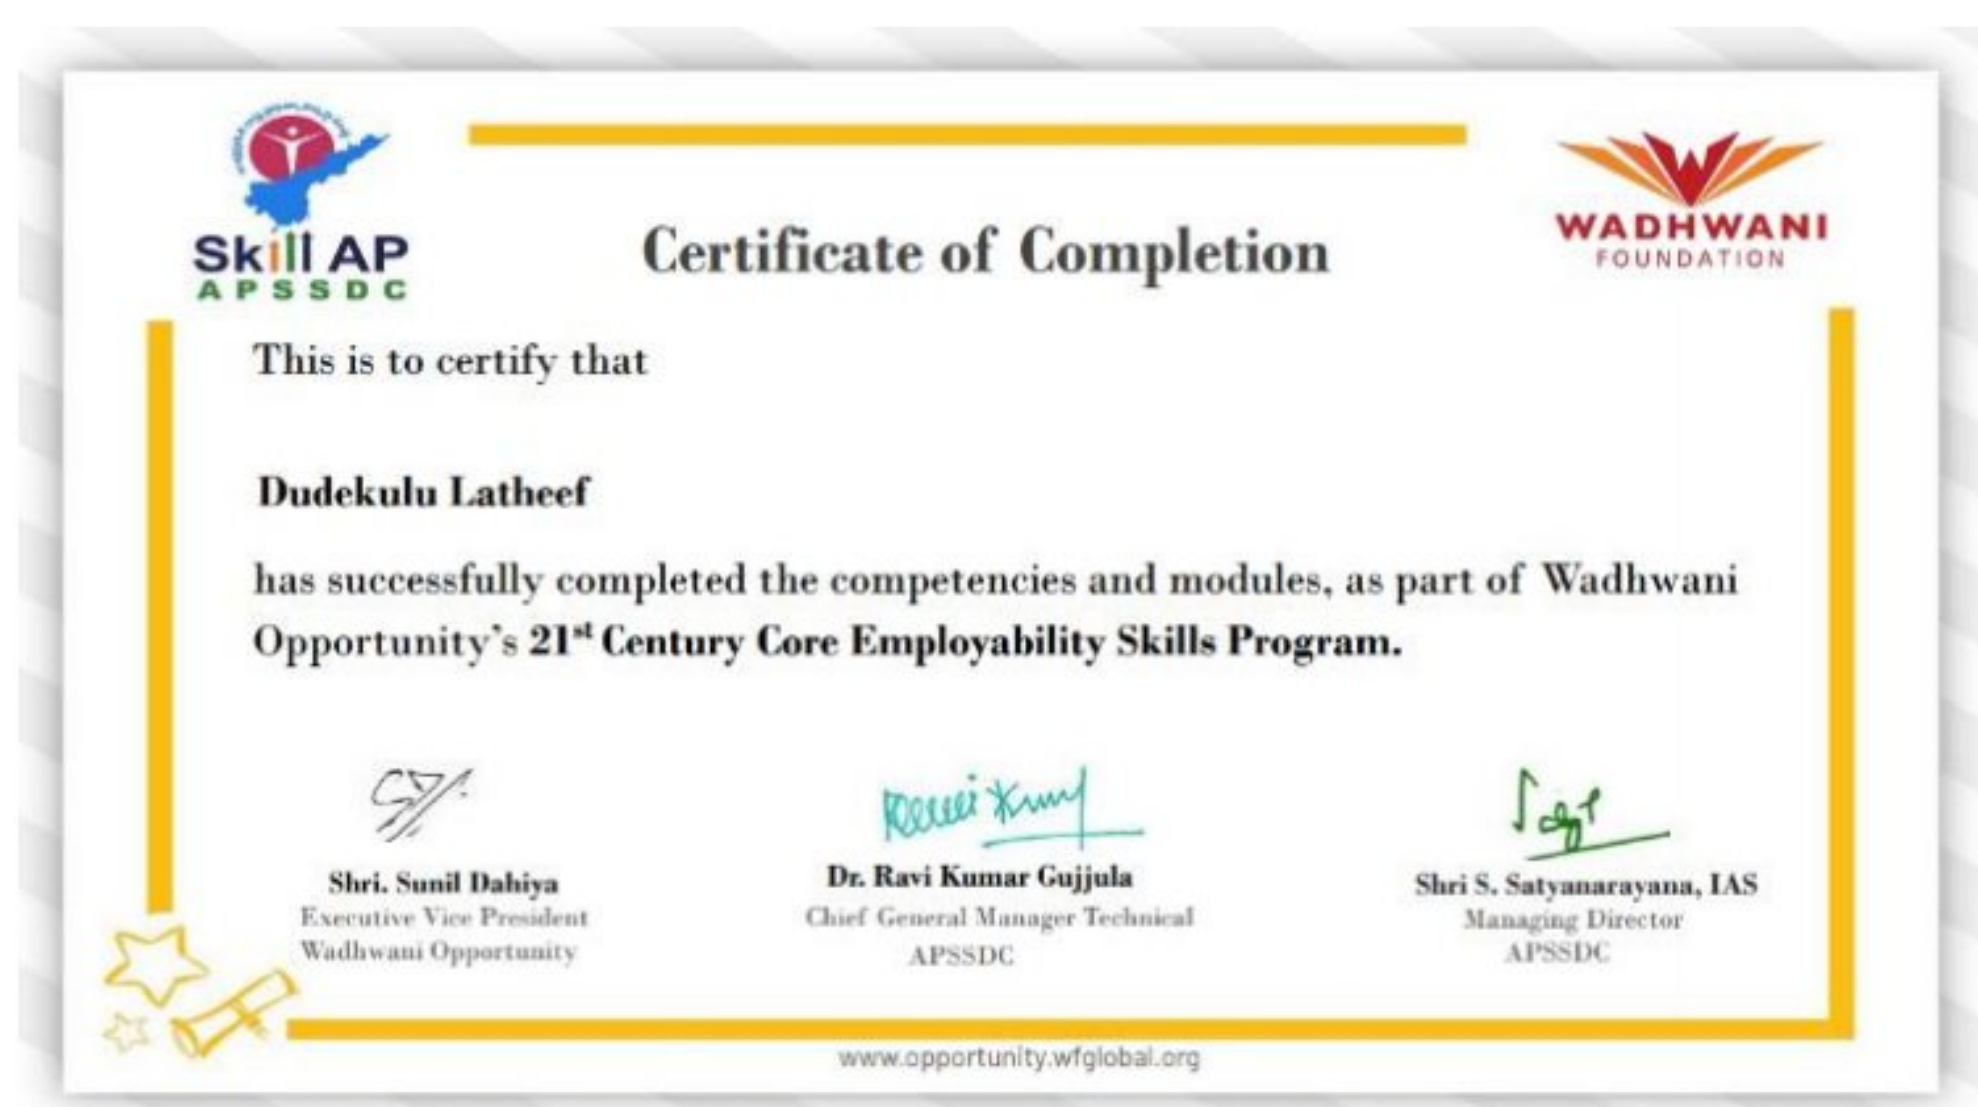 Skill AP
APSSDC
WADHWANI
FOUNDATION
Certificate of Completion
This is to certify that
Dudekulu Latheef
has successfully completed the competencies and modules, as part of Wadhwani
Opportunity's 21st Century Core Employability Skills Program.
Shri. Sunil Dahiya
Executive Vice President
Wadhwani Opportunity
Dr. Ravi Kumar Gujjula
Chief General Manager Technical
APSSDC
Shri S. Satyanarayana, IAS
Managing Director
APSSDC
www.opportunity.wfglobal.org